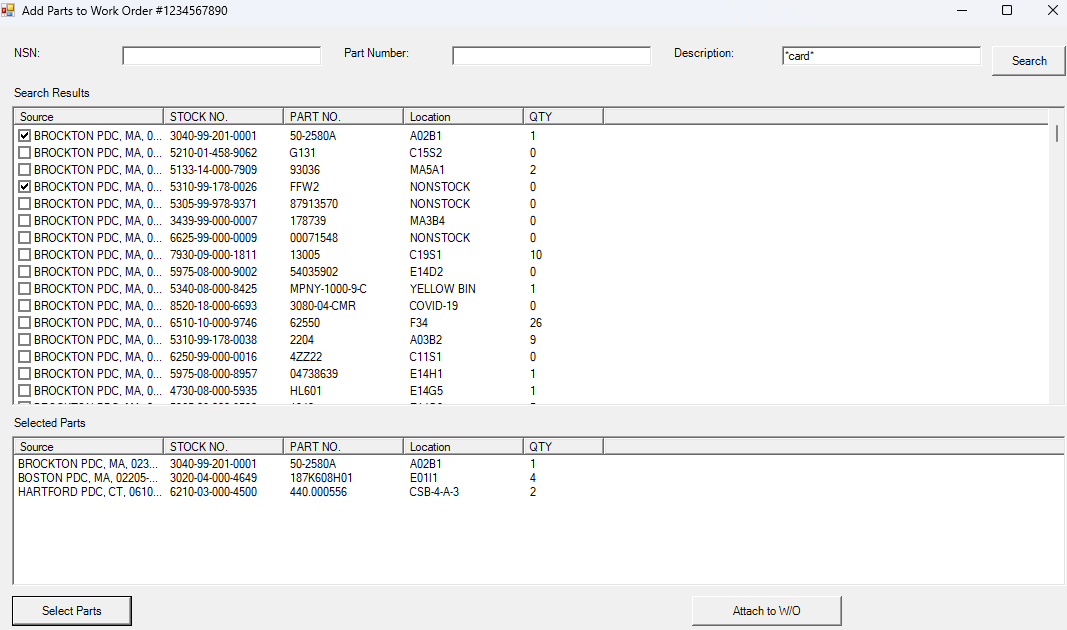 Add Parts to Work Order #1234567890
NSN: Part Number: Description: *card* Search
Search Results
Source STOCK NO. PART NO. Location QTY
BROCKTON PDC, MA, 0... 3040-99-201-0001 50-2580A A02B1 1
BROCKTON PDC, MA, 0... 5210-01-458-9062 G131 C15S2 0
BROCKTON PDC, MA, 0... 5133-14-000-7909 93036 MA5A1 2
BROCKTON PDC, MA, 0... 5310-99-178-0026 FFW2 NONSTOCK 0
BROCKTON PDC, MA, 0... 5305-99-978-9371 87913570 NONSTOCK 0
BROCKTON PDC, MA, 0... 3439-99-000-0007 178739 MA3B4 0
BROCKTON PDC, MA, 0... 6625-99-000-0009 00071548 NONSTOCK 0
BROCKTON PDC, MA, 0... 7930-09-000-1811 13005 C19S1 10
BROCKTON PDC, MA, 0... 5975-08-000-9002 54035902 E14D2 0
BROCKTON PDC, MA, 0... 5340-08-000-8425 MPNY-1000-9-C YELLOW BIN 1
BROCKTON PDC, MA, 0... 8520-18-000-6693 3080-04-CMR COVID-19 0
BROCKTON PDC, MA, 0... 6510-10-000-9746 62550 F34 26
BROCKTON PDC, MA, 0... 5310-99-178-0038 2204 A03B2 9
BROCKTON PDC, MA, 0... 6250-99-000-0016 4ZZ22 C11S1 0
BROCKTON PDC, MA, 0... 5975-08-000-8957 04738639 E14H1 1
BROCKTON PDC, MA, 0... 4730-08-000-5935 HL601 E14G5 1
Selected Parts
Source STOCK NO. PART NO. Location QTY
BROCKTON PDC, MA, 023... 3040-99-201-0001 50-2580A A02B1 1
BOSTON PDC, MA, 02205-... 3020-04-000-4649 187K608H01 E01I1 4
HARTFORD PDC, CT, 0610... 6210-03-000-4500 440.000556 CSB-4-A-3 2
Select Parts Attach to W/O